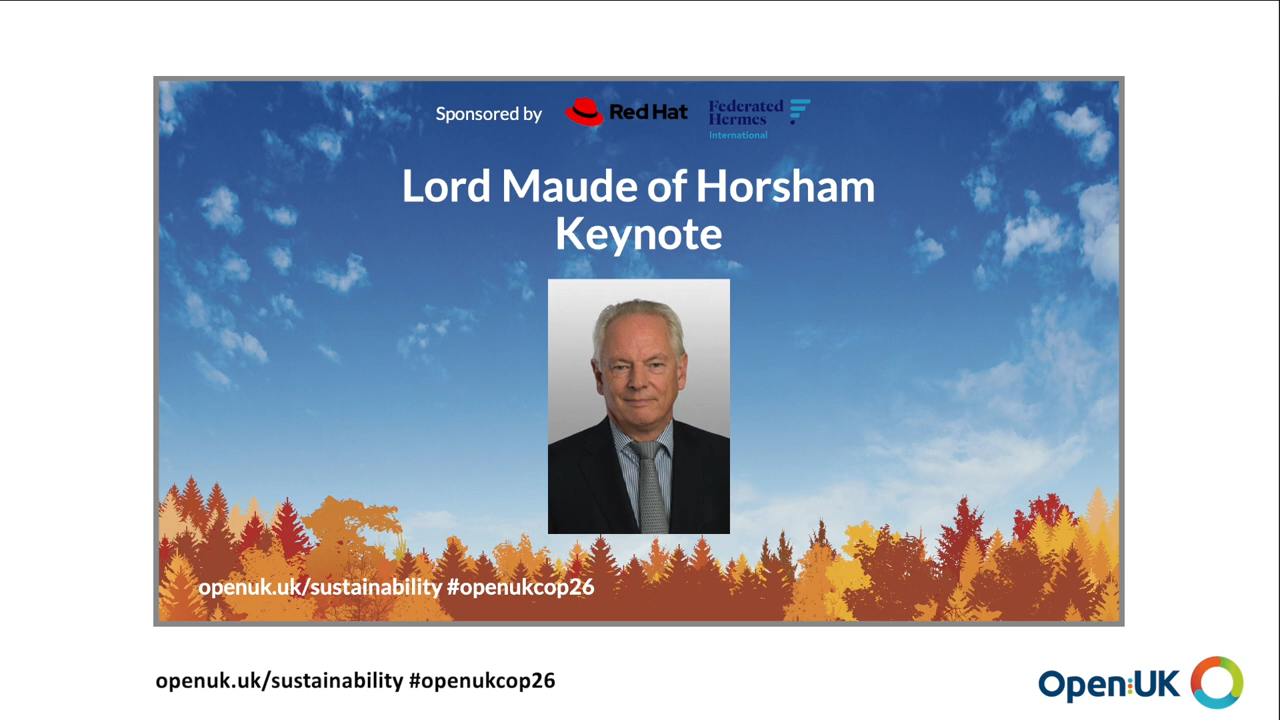 Sponsored by Red Hat Federated
Hermes
International
Lord Maude of Horsham
Keynote
openuk.uk/sustainability #openukcop26
openuk.uk/sustainability #openukcop26
Open:UK